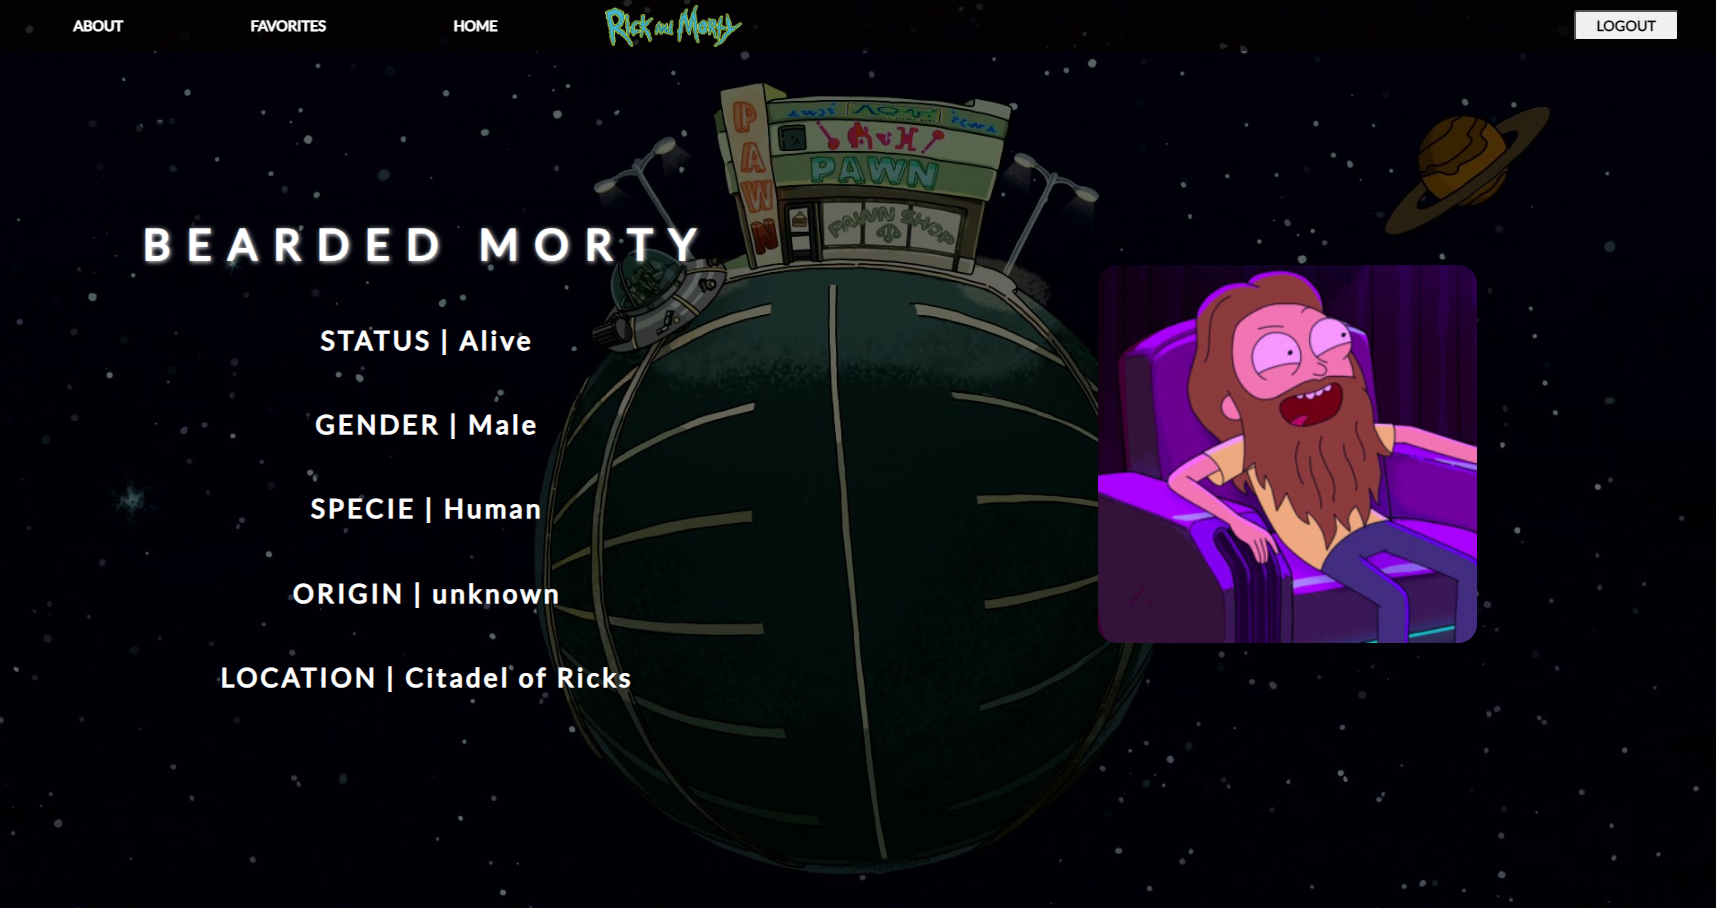 ABOUT
FAVORITES
HOME
Rick and Morty
LOGOUT
PAWN
PAWN
PAWN SHOP
BEARDED MORTY
STATUS | Alive
GENDER | Male
SPECIE | Human
ORIGIN | unknown
LOCATION | Citadel of Ricks